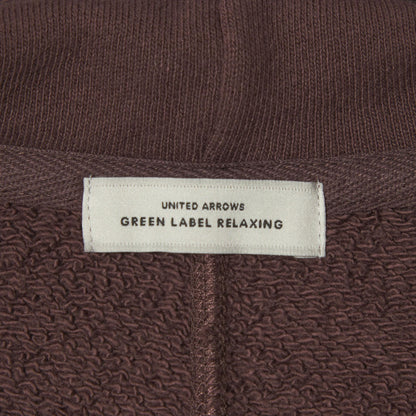 UNITED ARROWS
GREEN LABEL RELAXING